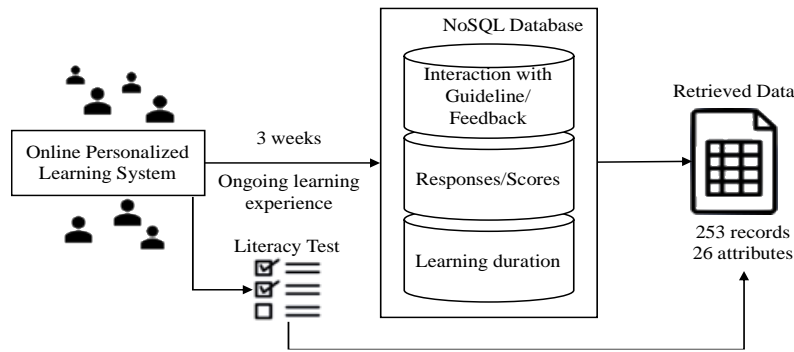 NoSQL Database
Interaction with
Guideline/
Feedback
Responses/Scores
Learning duration
Retrieved Data
253 records
26 attributes
Online Personalized
Learning System
3 weeks
Ongoing learning
experience
Literacy Test